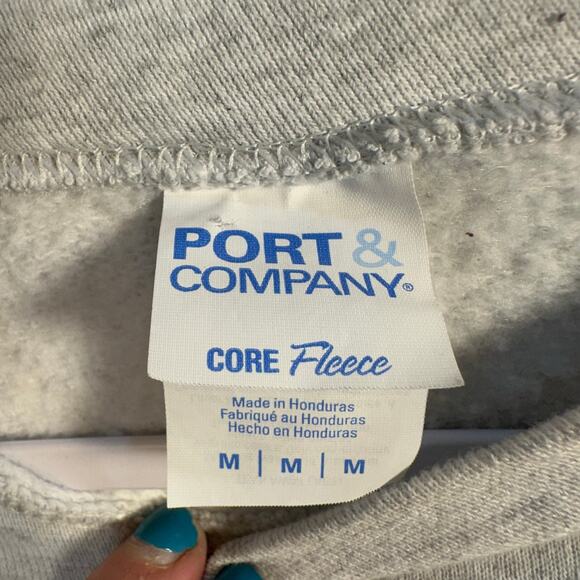 PORT &
COMPANY®
CORE Fleece
Made in Honduras
Fabriqué au Honduras
Hecho en Honduras
M | M | M